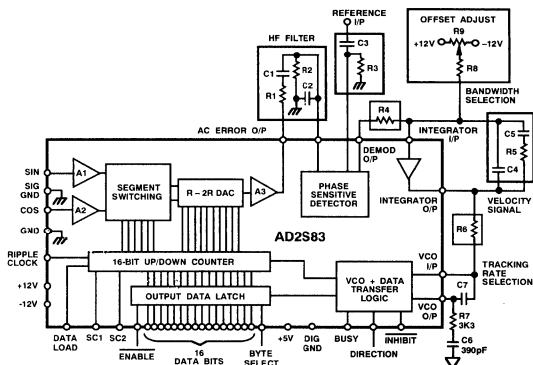 REFERENCE
I/P
OFFSET ADJUST
R9
+12V
-12V
R8
HF FILTER
C3
R3
C1
R2
C2
R1
BANDWIDTH
SELECTION
R4
C5
R5
C4
AC ERROR O/P
DEMOD
O/P
INTEGRATOR
I/P
SIN
A1
SIG
GND
COS
A2
GND
SEGMENT
SWITCHING
R – 2R DAC
A3
PHASE
SENSITIVE
DETECTOR
INTEGRATOR
O/P
VELOCITY
SIGNAL
AD2S83
R6
RIPPLE
CLOCK
16-BIT UP/DOWN COUNTER
VCO
I/P
TRACKING
RATE
SELECTION
+12V
-12V
OUTPUT DATA LATCH
VCO + DATA
TRANSFER
LOGIC
C7
VCO
O/P
R7
3K3
C6
390pF
DATA
LOAD
SC1
SC2
ENABLE
16
DATA BITS
BYTE
SELECT
+5V
DIG
GND
BUSY
DIRECTION
INHIBIT